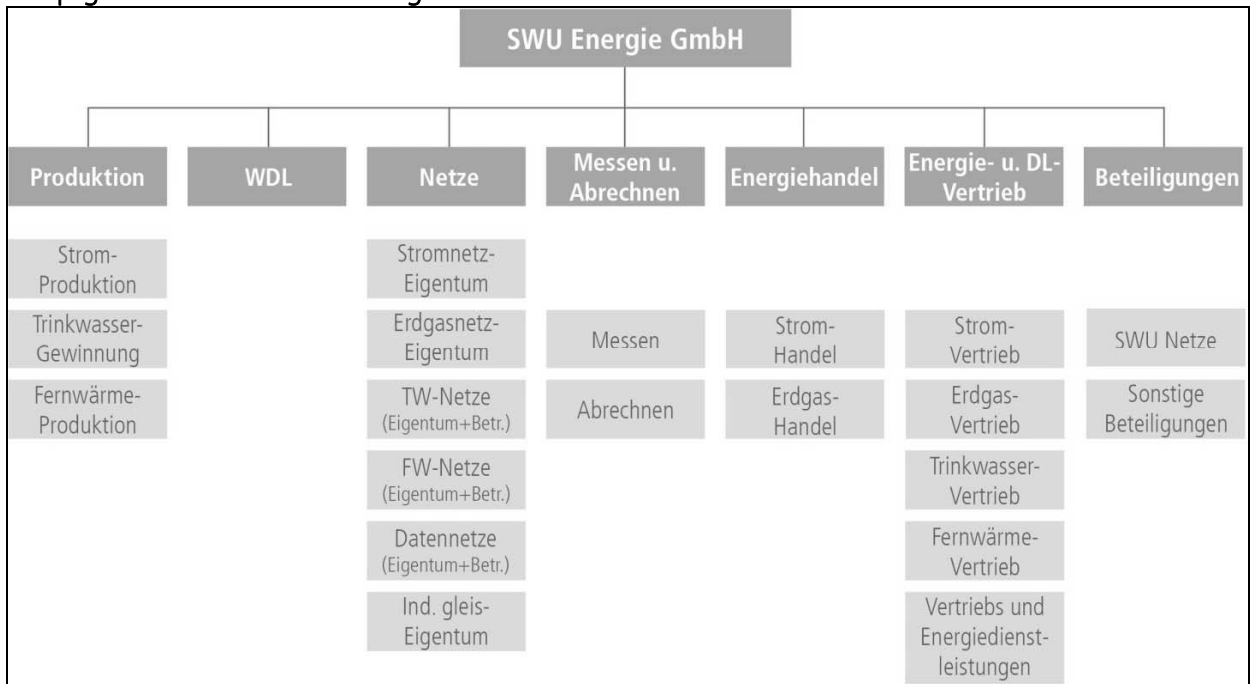 SWU Energie GmbH
Produktion
WDL
Netze
Messen u.
Abrechnen
Energiehandel
Energie- u. DL-
Vertrieb
Beteiligungen
Strom-
Produktion
Trinkwasser-
Gewinnung
Fernwärme-
Produktion
Stromnetz-
Eigentum
Erdgasnetz-
Eigentum
TW-Netze
(Eigentum+Betr.)
FW-Netze
(Eigentum+Betr.)
Datennetze
(Eigentum+Betr.)
Ind. gleis-
Eigentum
Messen
Abrechnen
Strom-
Handel
Erdgas-
Handel
Strom-
Vertrieb
Erdgas-
Vertrieb
Trinkwasser-
Vertrieb
Fernwärme-
Vertrieb
Vertriebs und
Energiedienst-
leistungen
SWU Netze
Sonstige
Beteiligungen